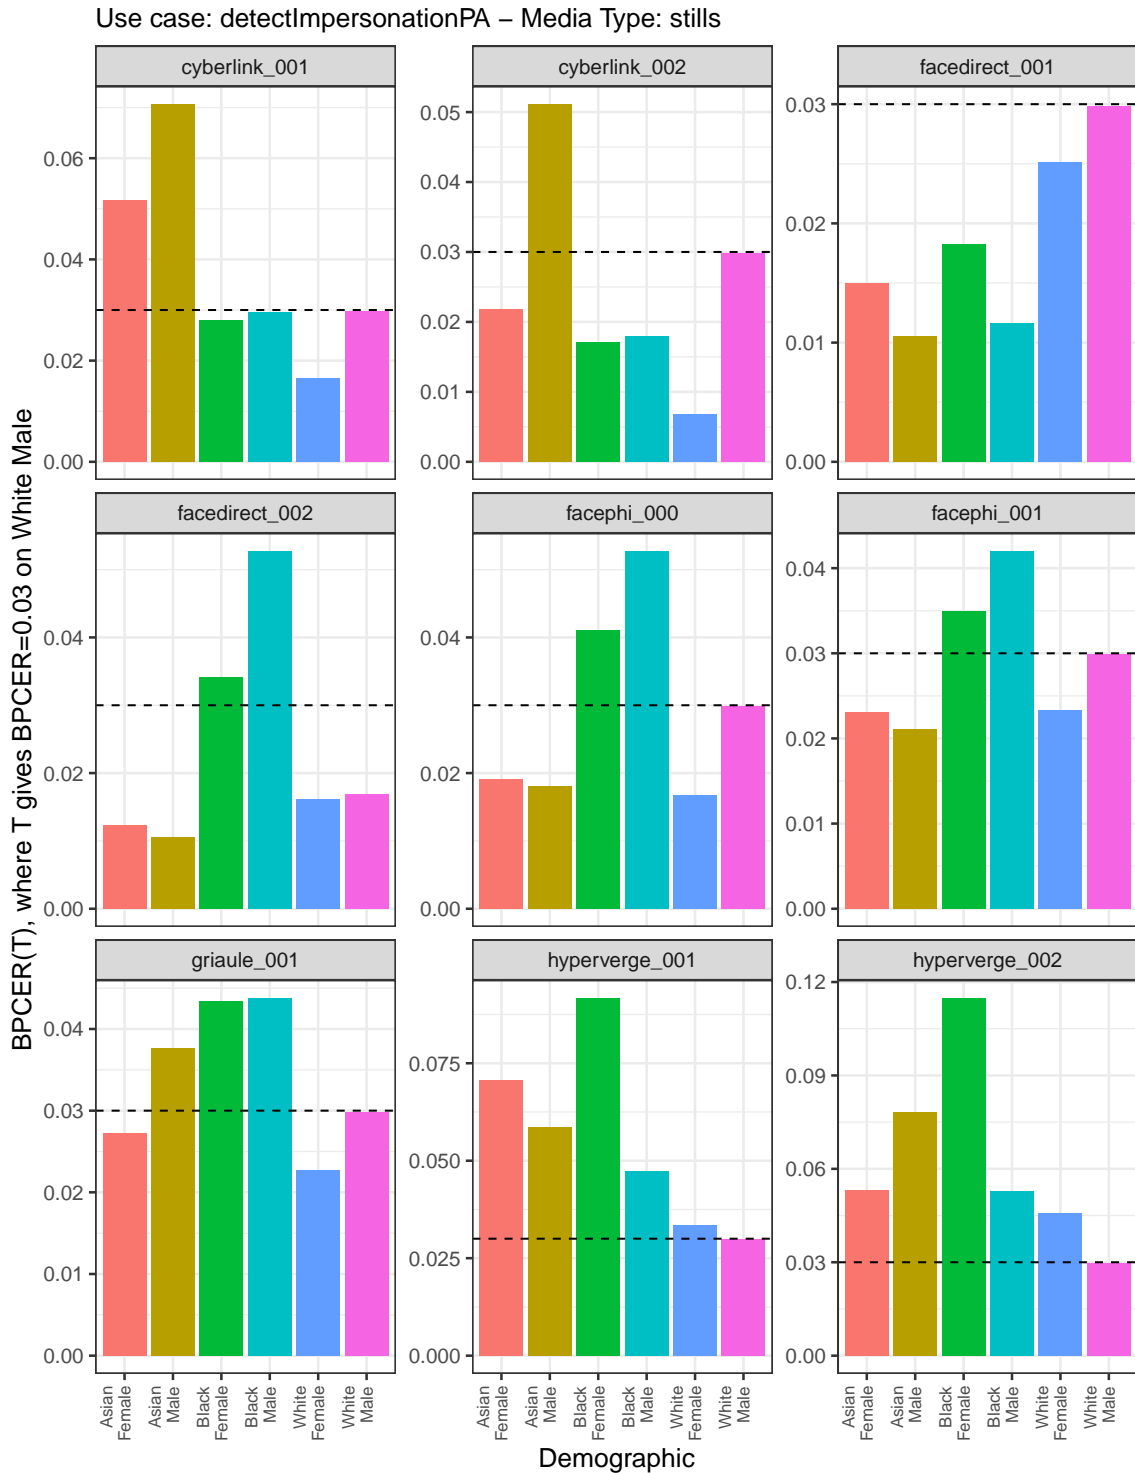 Use case: detectImpersonationPA – Media Type: stills
BPCER(T), where T gives BPCER=0.03 on White Male
cyberlink_001
0.06
0.04
0.02
0.00
cyberlink_002
0.05
0.04
0.03
0.02
0.01
0.00
facedirect_001
0.03
0.02
0.01
0.00
facedirect_002
0.04
0.02
0.00
facephi_000
0.04
0.02
0.00
facephi_001
0.04
0.03
0.02
0.01
0.00
griaule_001
0.04
0.03
0.02
0.01
0.00
hyperverge_001
0.075
0.050
0.025
0.000
hyperverge_002
0.12
0.09
0.06
0.03
0.00
Asian
Female
Asian
Male
Black
Female
Black
Male
White
Female
White
Male
Asian
Female
Asian
Male
Black
Female
Black
Male
White
Female
White
Male
Asian
Female
Asian
Male
Black
Female
Black
Male
White
Female
White
Male
Demographic